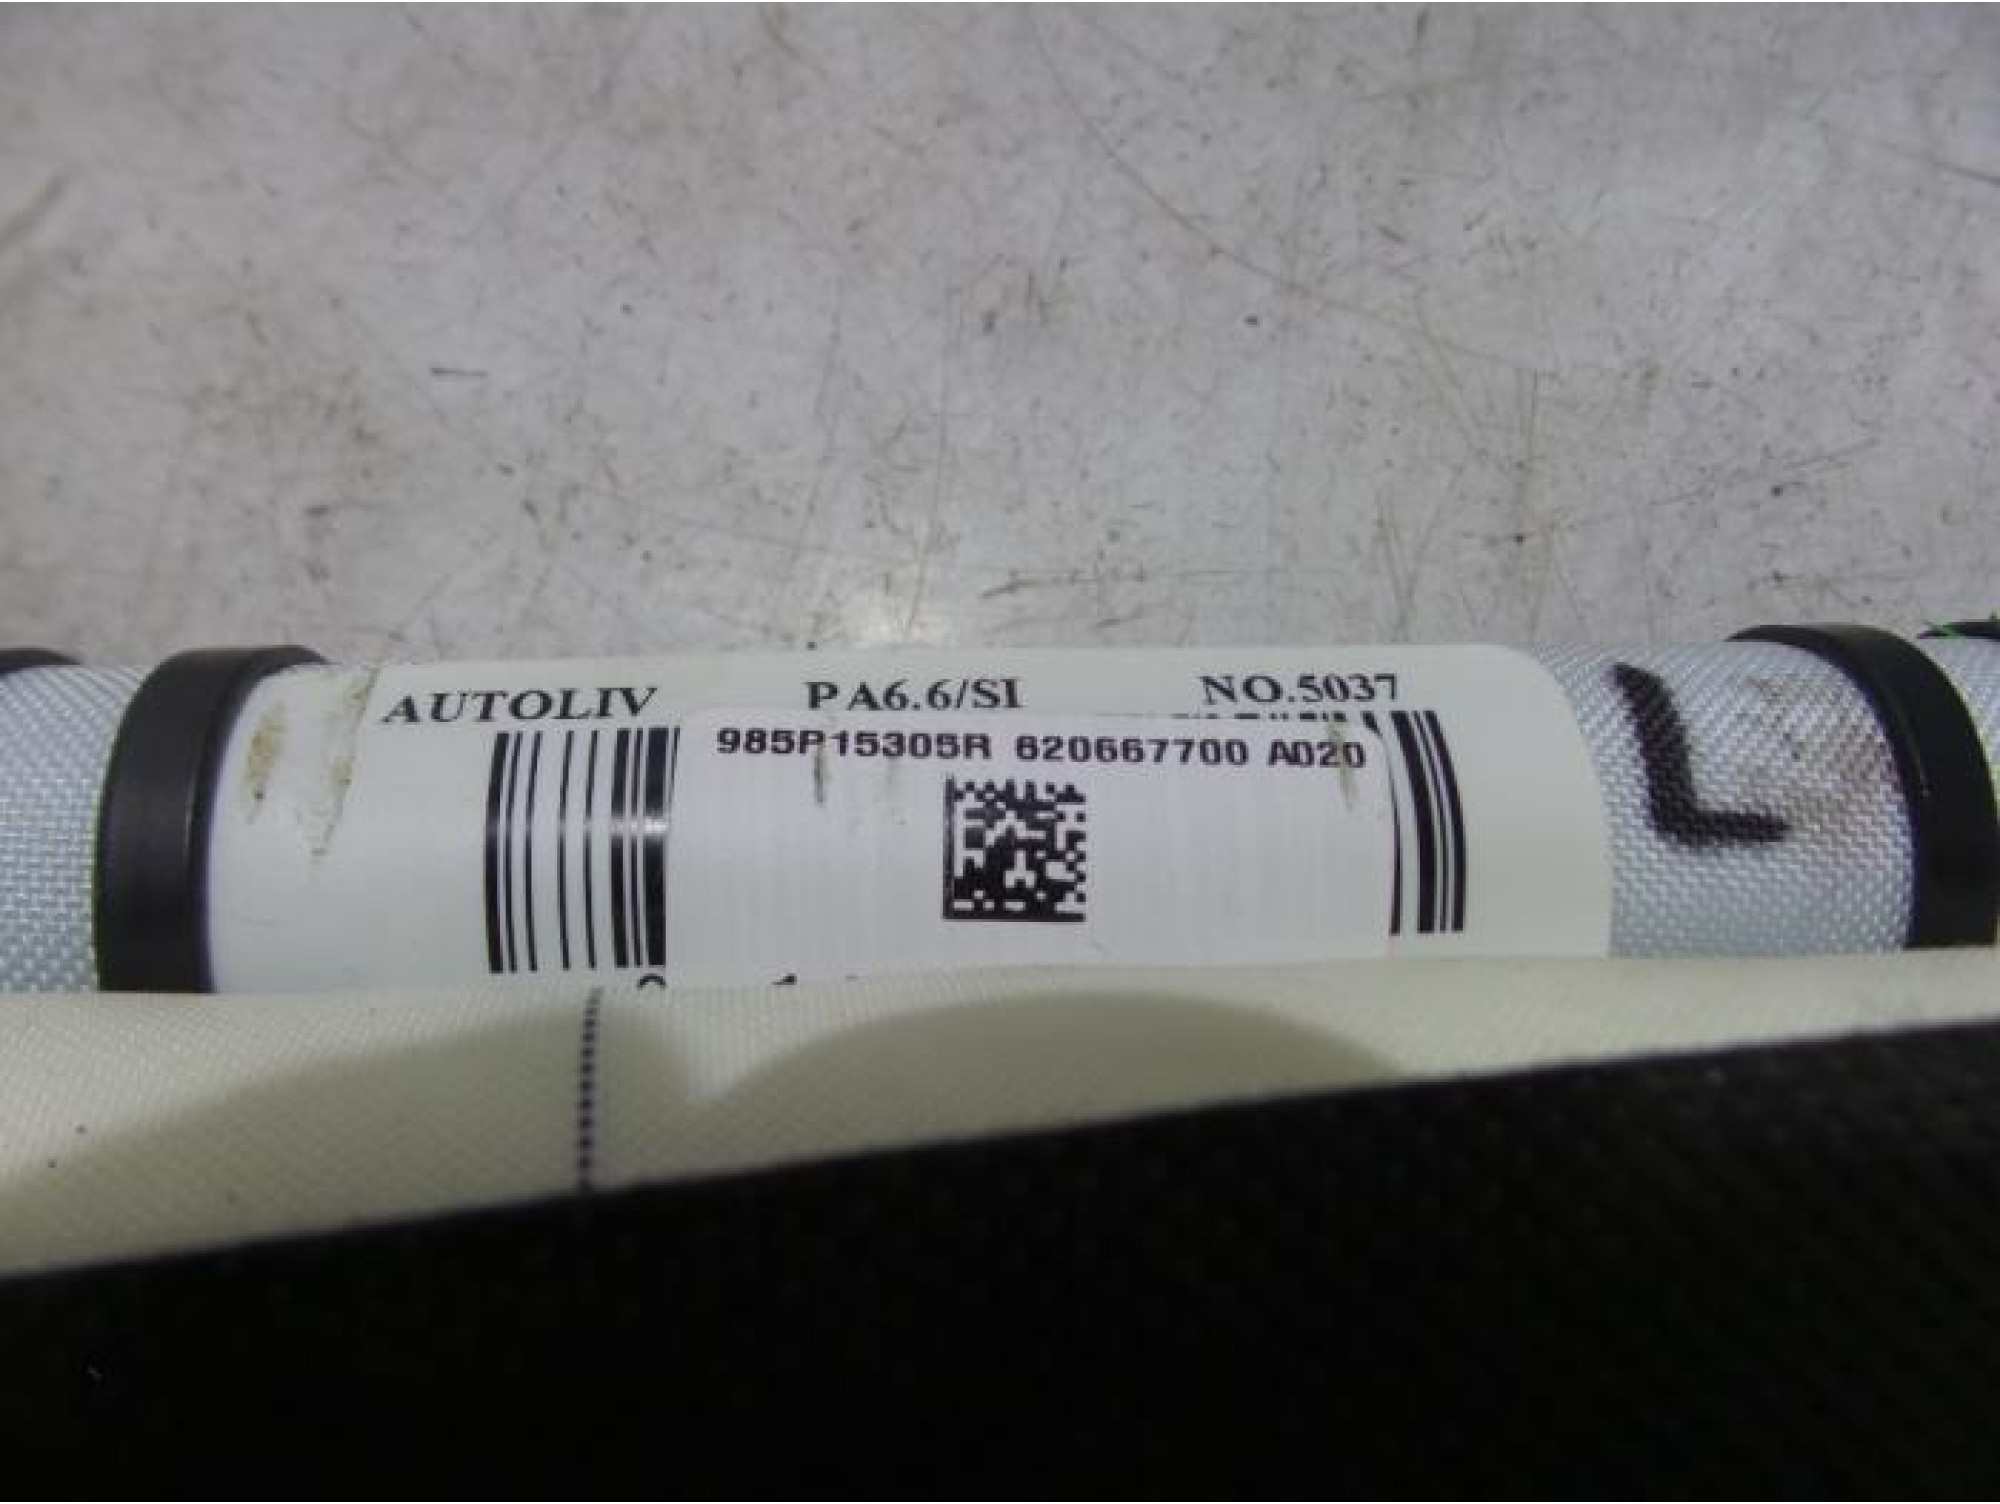 AUTOLIV PA6.6/SI NO.5037
985P15305R 620667700 A020
L